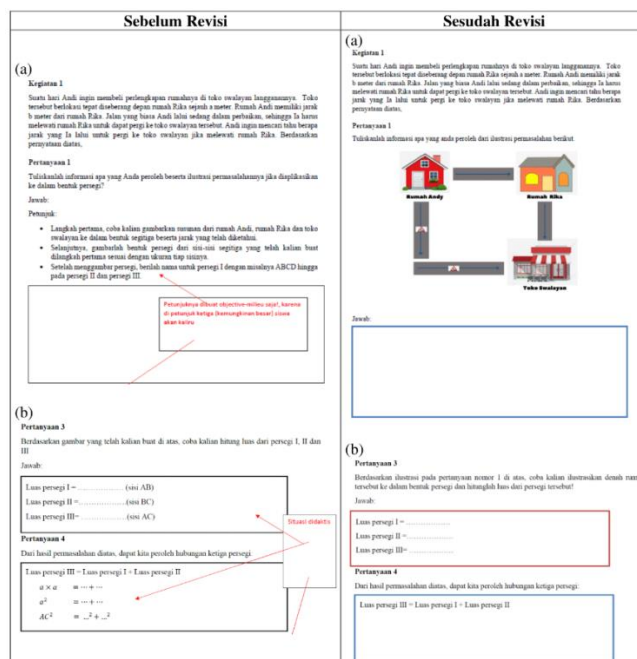 Sebelum Revisi
Sesudah Revisi
(a)
Kegiatan 1
Suatu hari Andi ingin membeli perlengkapan rumahnya di toko swalayan langganannya. Toko
tersebut berlokasi tepat diseberang depan rumah Rika sejauh a meter. Rumah Andi memiliki jarak
b meter dari rumah Rika. Jalan yang biasa Andi lalui sedang dalam perbaikan, sehingga Ia harus
melewati rumah Rika untuk dapat pergi ke toko swalayan tersebut. Andi ingin mencari tahu berapa
jarak yang Ia lalui untuk pergi ke toko swalayan jika melewati rumah Rika. Berdasarkan
pernyataan diatas,
Pertanyaan 1
Tuliskanlah informasi apa yang Anda peroleh beserta ilustrasi permasalahannya jika diaplikasikan
ke dalam bentuk persegi?
Jawab:
Petunjuk:
• Langkah pertama, coba kalian gambarkan susunan dari rumah Andi, rumah Rika dan toko
swalayan ke dalam bentuk segitiga beserta jarak yang telah diketahui.
• Selanjutnya, gambarlah bentuk persegi dari sisi-sisi segitiga yang telah kalian buat
dilangkah pertama sesuai dengan ukuran tiap sisinya.
• Setelah menggambar persegi, berilah nama untuk persegi I dengan misalnya ABCD hingga
pada persegi II dan persegi III.
Petunjuknya dibuat objective-milieu saja!, karena
di petunjuk ketiga (kemungkinan besar) siswa
akan keliru
(b)
Pertanyaan 3
Berdasarkan gambar yang telah kalian buat di atas, coba kalian hitung luas dari persegi I, II dan
III
Jawab:
Luas persegi I = .................... (sisi AB)
Luas persegi II =.................... (sisi BC)
Luas persegi III= .................... (sisi AC)
Situasi didaktis
Pertanyaan 4
Dari hasil permasalahan diatas, dapat kita peroleh hubungan ketiga persegi:
Luas persegi III = Luas persegi I + Luas persegi II
a × a = ⋯ + ⋯
a² = ⋯ + ⋯
AC² = ...² + ...²
(a)
Kegiatan 1
Suatu hari Andi ingin membeli perlengkapan rumahnya di toko swalayan langganannya. Toko
tersebut berlokasi tepat diseberang depan rumah Rika sejauh a meter. Rumah Andi memiliki jarak
b meter dari rumah Rika. Jalan yang biasa Andi lalui sedang dalam perbaikan, sehingga Ia harus
melewati rumah Rika untuk dapat pergi ke toko swalayan tersebut. Andi ingin mencari tahu berapa
jarak yang Ia lalui untuk pergi ke toko swalayan jika melewati rumah Rika. Berdasarkan
pernyataan diatas,
Pertanyaan 1
Tuliskanlah informasi apa yang anda peroleh dari ilustrasi permasalahan berikut
Rumah Andy
Rumah Rika
Toko Swalayan
Jawab:
(b)
Pertanyaan 3
Berdasarkan ilustrasi pada pertanyaan nomor 1 di atas, coba kalian ilustrasikan denah rum
tersebut ke dalam bentuk persegi dan hitunglah luas dari persegi tersebut!
Jawab:
Luas persegi I = ....................
Luas persegi II = ....................
Luas persegi III= ....................
Pertanyaan 4
Dari hasil permasalahan diatas, dapat kita peroleh hubungan ketiga persegi:
Luas persegi III = Luas persegi I + Luas persegi II